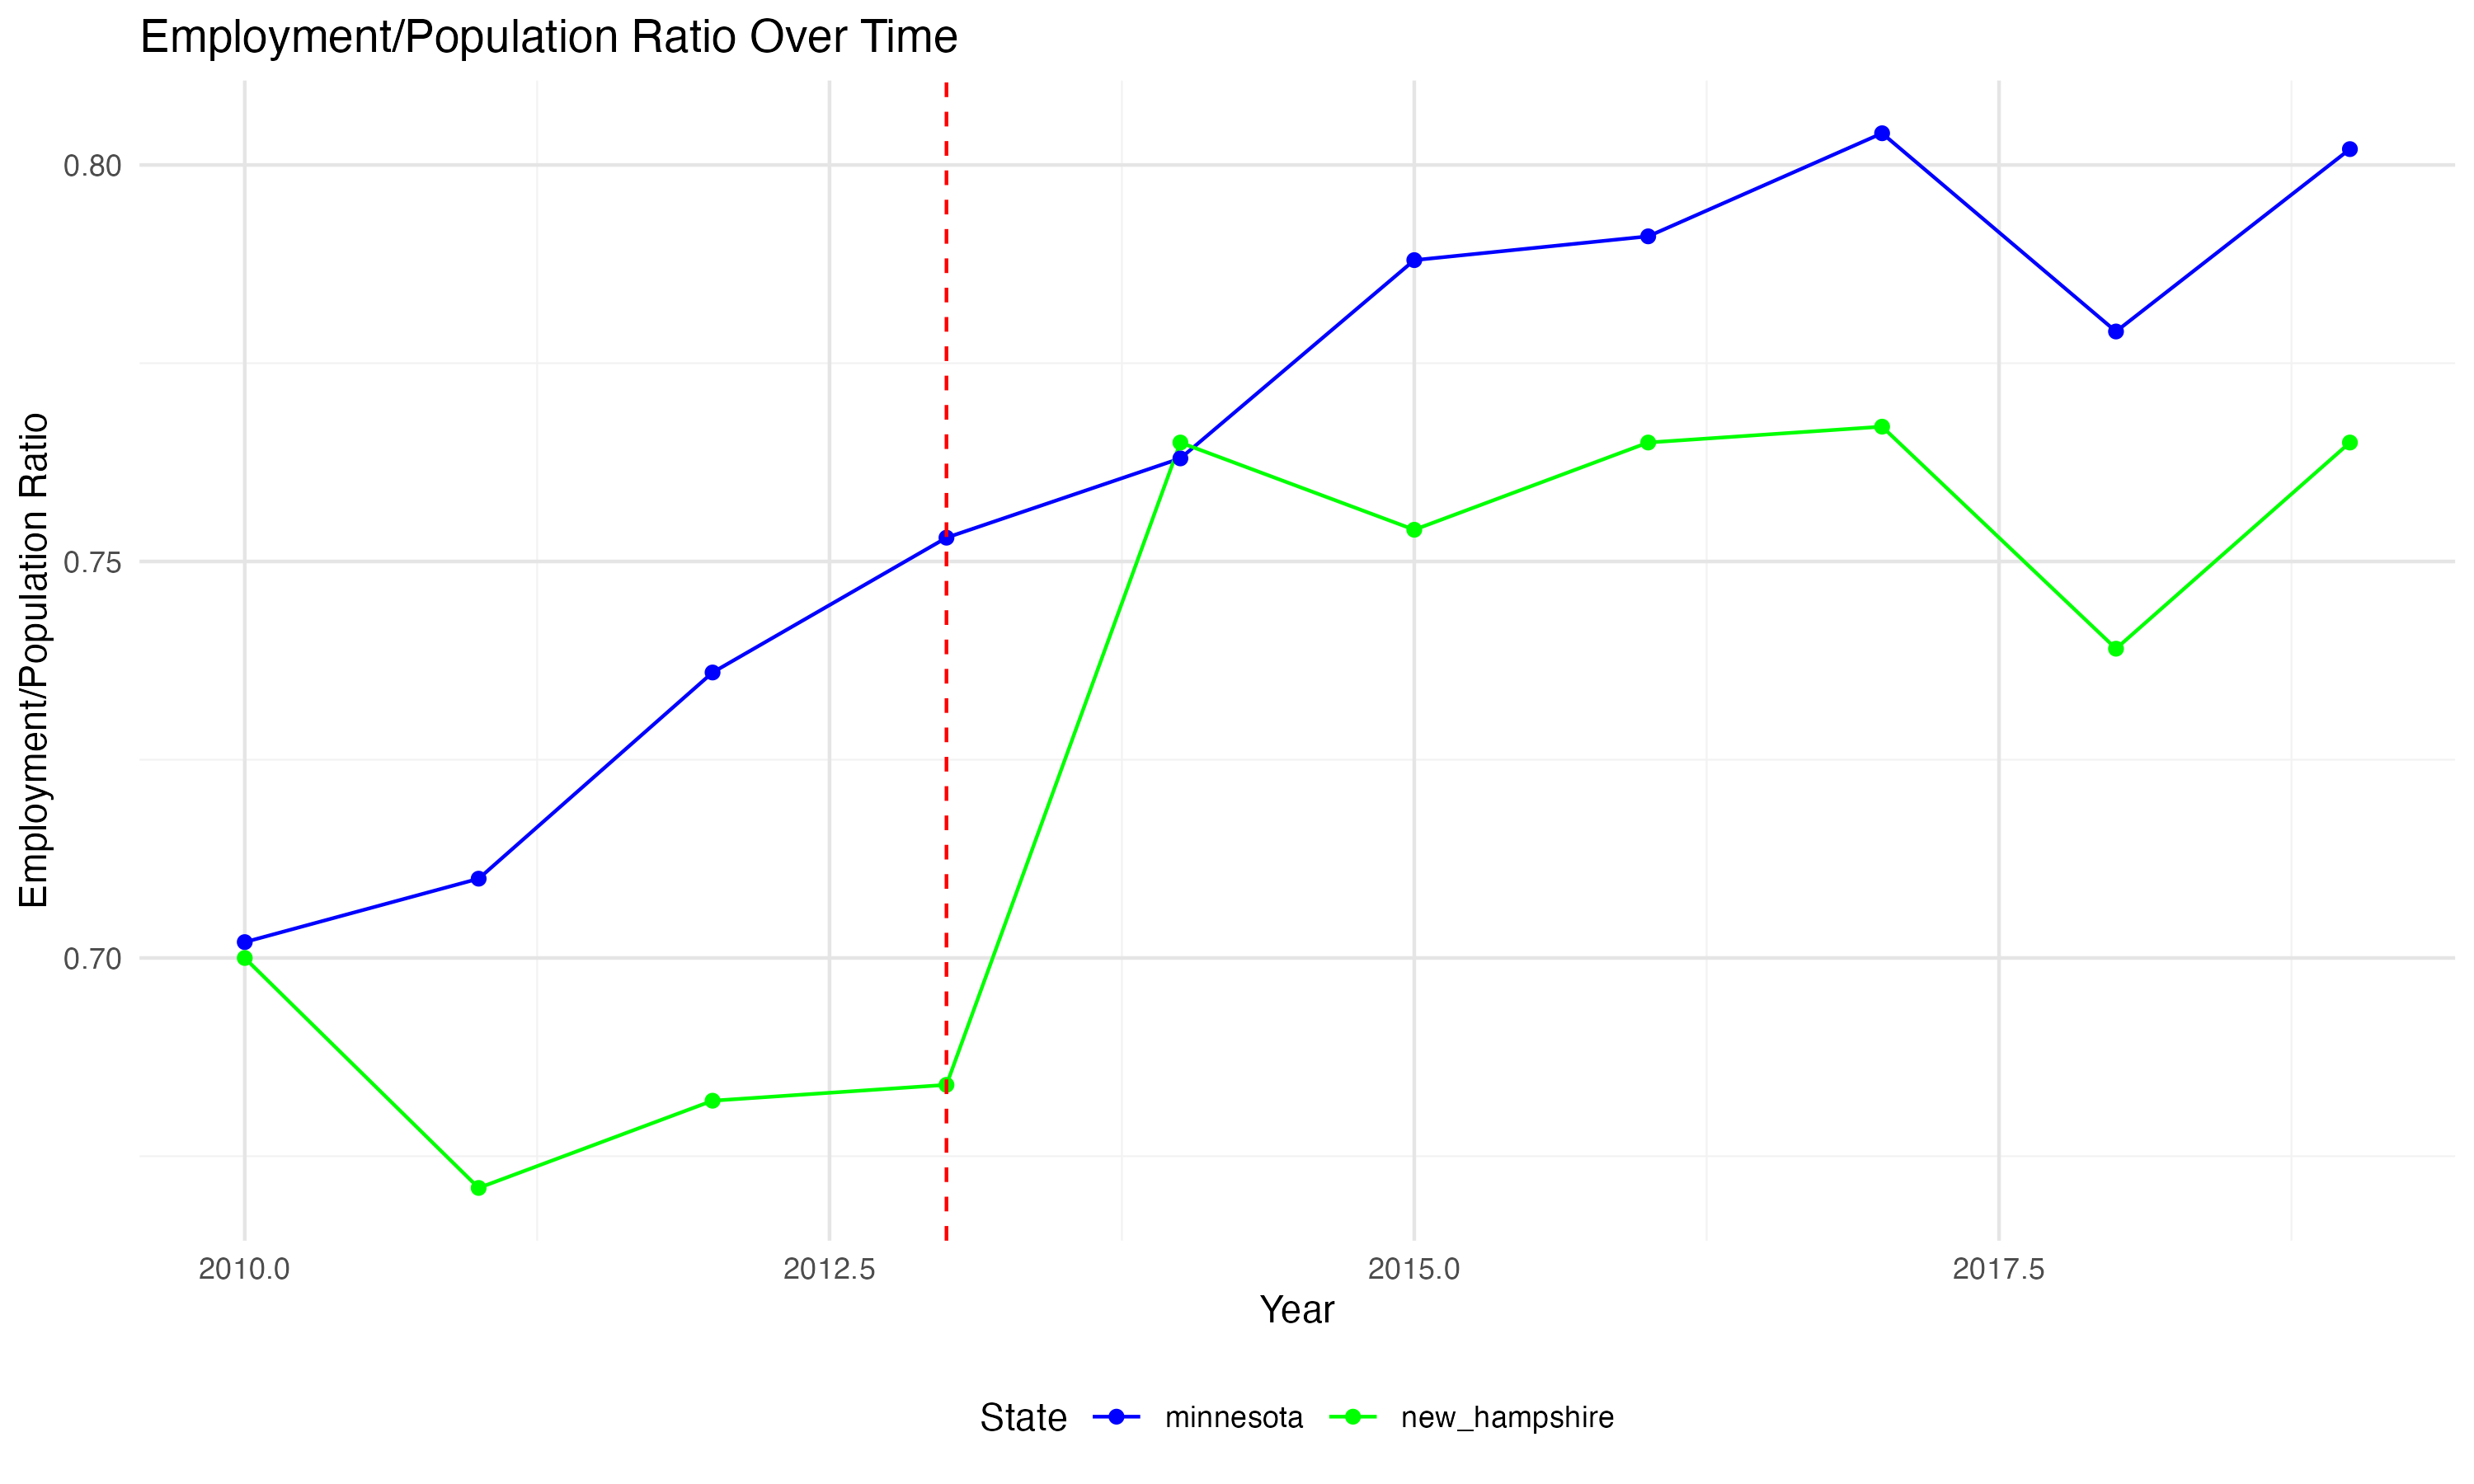 Employment/Population Ratio Over Time
Employment/Population Ratio
0.80
0.75
0.70
2010.0 2012.5 2015.0 2017.5
Year
State minnesota new_hampshire